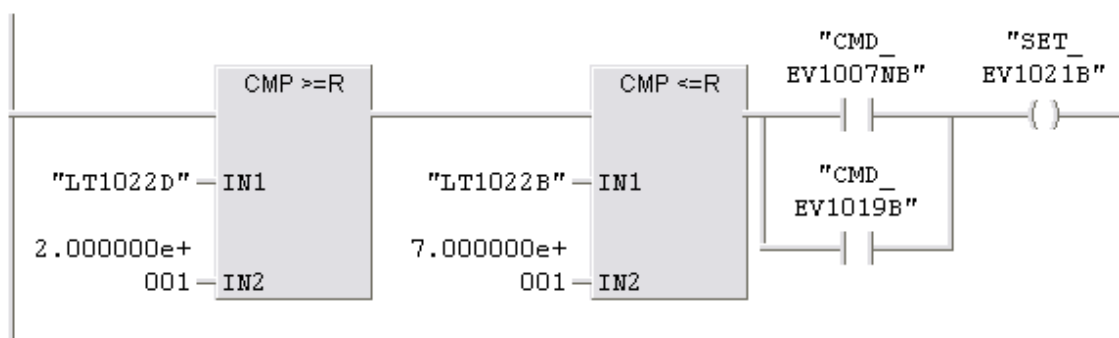 "CMD_
EV1007NB"
"SET_
EV1021B"
CMP >=R
CMP <=R
"LT1022D"
IN1
"LT1022B"
IN1
"CMD_
EV1019B"
2.000000e+
001
IN2
7.000000e+
001
IN2